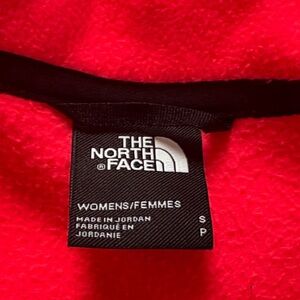 THE
NORTH
® FACE
WOMENS/FEMMES
MADE IN JORDAN S
FABRIQUÉ EN P
JORDANIE